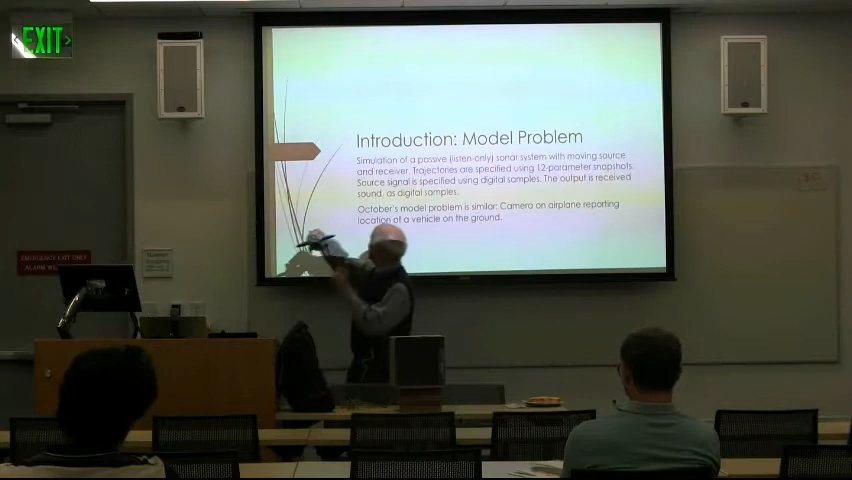 EXIT
Introduction: Model Problem
Simulation of a passive (listen-only) sonar system with moving source
and receiver. Trajectories are specified using 12-parameter snapshots.
Source signal is specified using digital samples. The output is received
sound, as digital samples.
October's model problem is similar: Camera on airplane reporting
location of a vehicle on the ground.
EMERGENCY EXIT ONLY
ALARM WILL